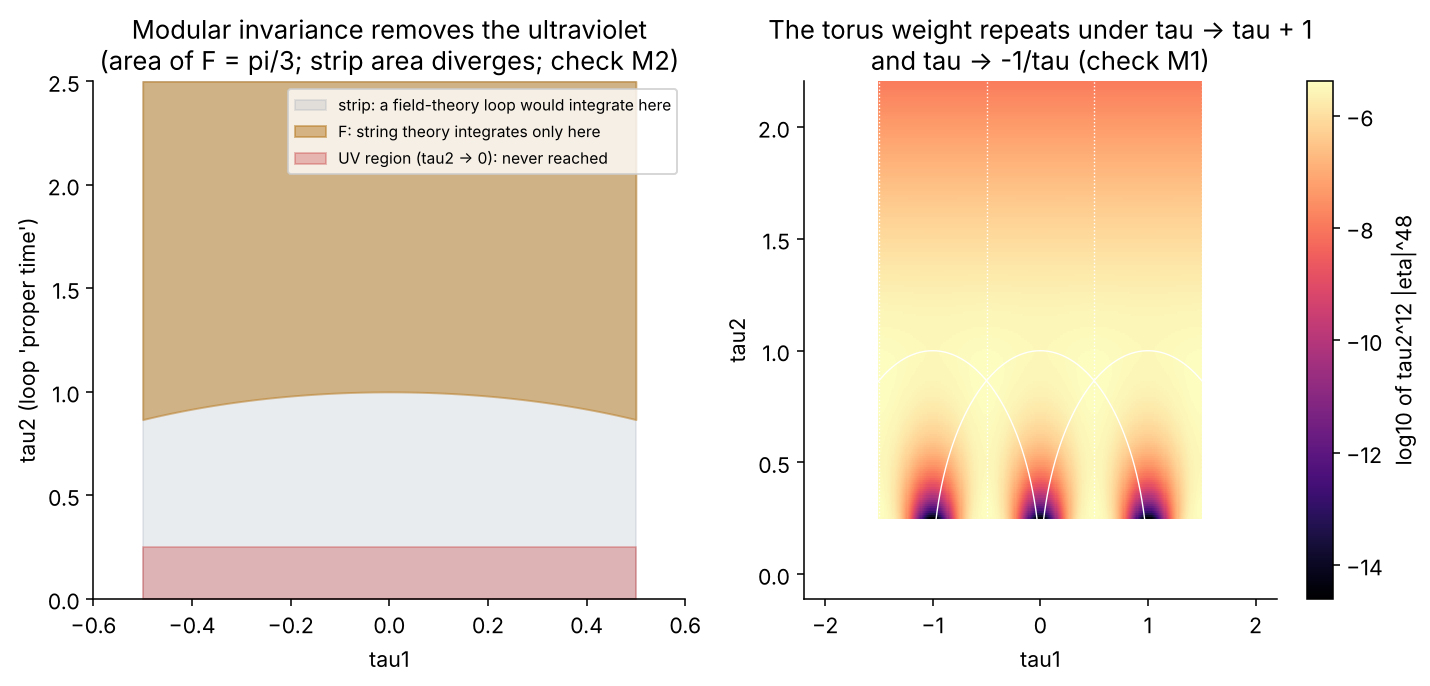 Modular invariance removes the ultraviolet
(area of F = pi/3; strip area diverges; check M2)
strip: a field-theory loop would integrate here
F: string theory integrates only here
UV region (tau2 → 0): never reached
tau2 (loop 'proper time')
2.5
2.0
1.5
1.0
0.5
0.0
−0.6
−0.4
−0.2
0.0
0.2
0.4
0.6
tau1
The torus weight repeats under tau → tau + 1
and tau → -1/tau (check M1)
tau2
2.0
1.5
1.0
0.5
0.0
−2
−1
0
1
2
tau1
−6
−8
−10
−12
−14
log10 of tau2^12 |eta|^48